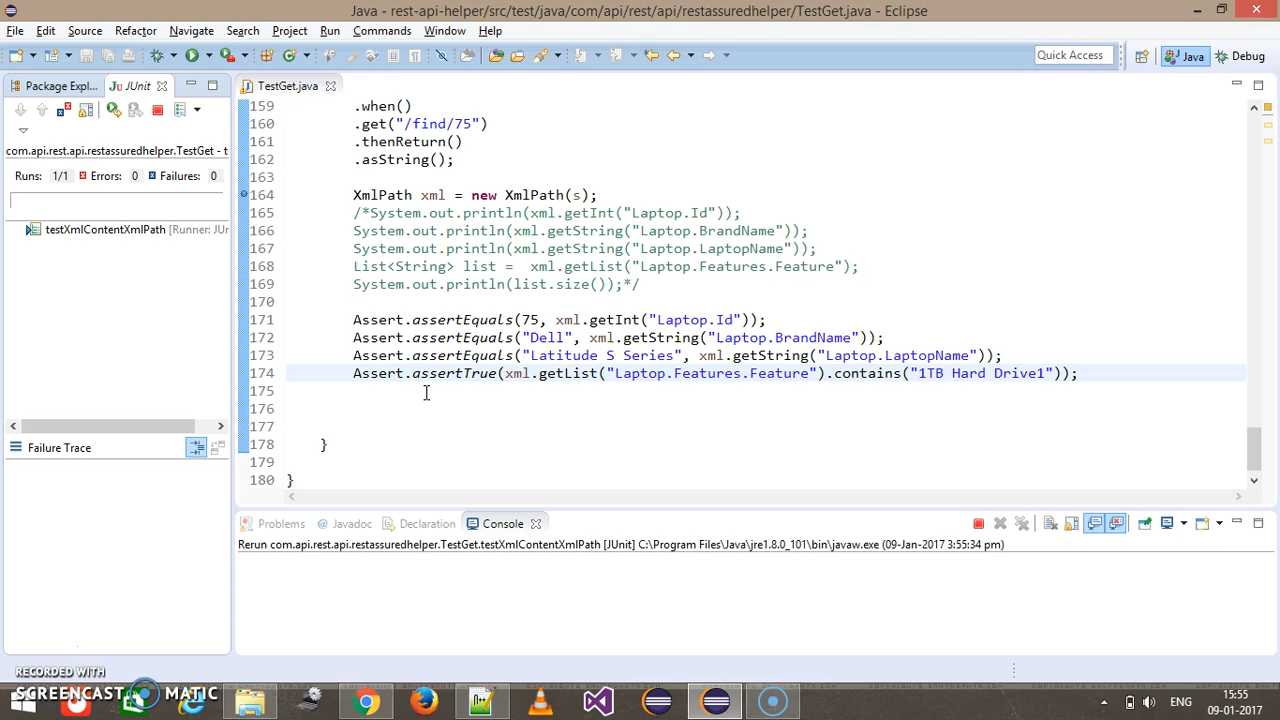 Java - rest-api-helper/src/test/java/com/api/rest/api/restassuredhelper/TestGet.java - Eclipse
File Edit Source Refactor Navigate Search Project Run Commands Window Help
Quick Access Java Debug
Package Expl... JUnit TestGet.java
com.api.rest.api.restassuredhelper.TestGet - t
Runs: 1/1 Errors: 0 Failures: 0
testXmlContentXmlPath [Runner: JUr
Failure Trace
159 .when()
160 .get("/find/75")
161 .thenReturn()
162 .asString();
163
164 XmlPath xml = new XmlPath(s);
165 /*System.out.println(xml.getInt("Laptop.Id"));
166 System.out.println(xml.getString("Laptop.BrandName"));
167 System.out.println(xml.getString("Laptop.LaptopName"));
168 List<String> list = xml.getList("Laptop.Features.Feature");
169 System.out.println(list.size());*/
170
171 Assert.assertEquals(75, xml.getInt("Laptop.Id"));
172 Assert.assertEquals("Dell", xml.getString("Laptop.BrandName"));
173 Assert.assertEquals("Latitude S Series", xml.getString("Laptop.LaptopName"));
174 Assert.assertTrue(xml.getList("Laptop.Features.Feature").contains("1TB Hard Drive1"));
175
176
177
178 }
179
180 }
Problems Javadoc Declaration Console
Rerun com.api.rest.api.restassuredhelper.TestGet.testXmlContentXmlPath [JUnit] C:\Program Files\Java\jre1.8.0_101\bin\javaw.exe (09-Jan-2017 3:55:34 pm)
RECORDED WITH
SCREENCAST MATIC
ENG
15:55
09-01-2017